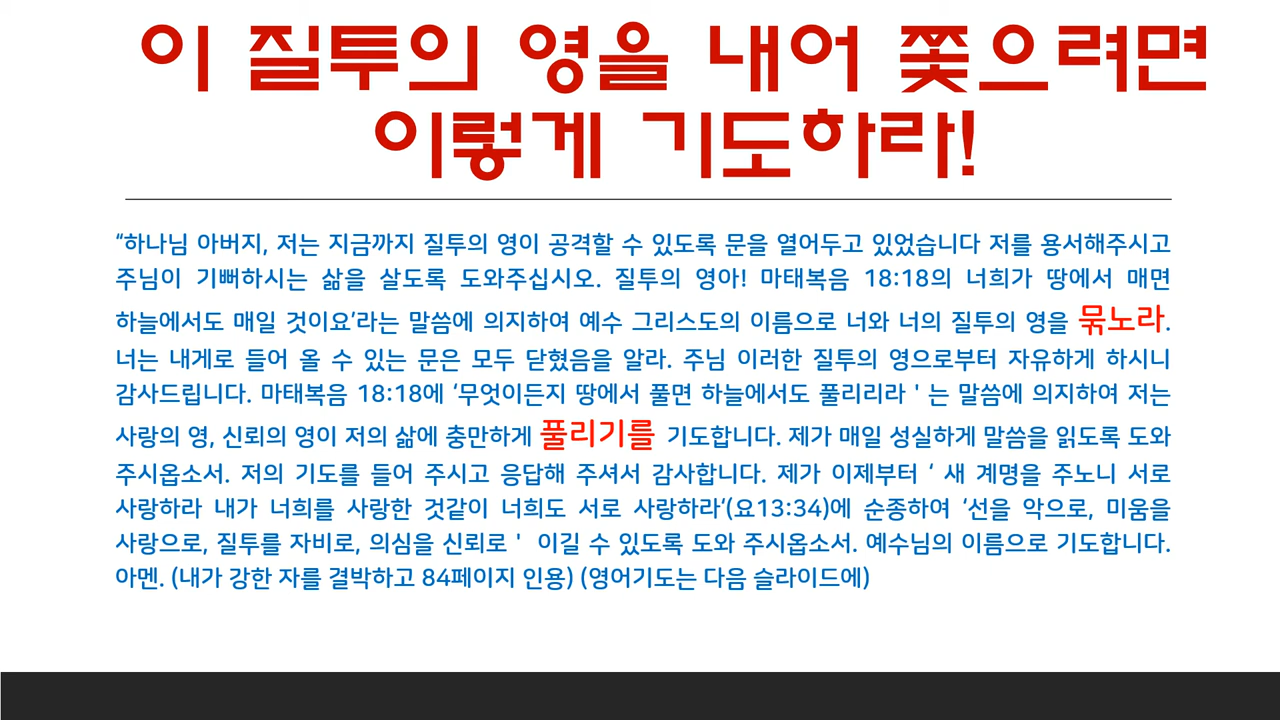 이 질투의 영을 내어 쫓으려면
이렇게 기도하라!
“하나님 아버지, 저는 지금까지 질투의 영이 공격할 수 있도록 문을 열어두고 있었습니다 저를 용서해주시고
주님이 기뻐하시는 삶을 살도록 도와주십시오. 질투의 영아! 마태복음 18:18의 너희가 땅에서 매면
하늘에서도 매일 것이요’라는 말씀에 의지하여 예수 그리스도의 이름으로 너와 너의 질투의 영을 묶노라.
너는 내게로 들어 올 수 있는 문은 모두 닫혔음을 알라. 주님 이러한 질투의 영으로부터 자유하게 하시니
감사드립니다. 마태복음 18:18에 ‘무엇이든지 땅에서 풀면 하늘에서도 풀리리라 ' 는 말씀에 의지하여 저는
사랑의 영, 신뢰의 영이 저의 삶에 충만하게 풀리기를 기도합니다. 제가 매일 성실하게 말씀을 읽도록 도와
주시옵소서. 저의 기도를 들어 주시고 응답해 주셔서 감사합니다. 제가 이제부터 ‘ 새 계명을 주노니 서로
사랑하라 내가 너희를 사랑한 것같이 너희도 서로 사랑하라‘(요13:34)에 순종하여 ‘선을 악으로, 미움을
사랑으로, 질투를 자비로, 의심을 신뢰로 ' 이길 수 있도록 도와 주시옵소서. 예수님의 이름으로 기도합니다.
아멘. (내가 강한 자를 결박하고 84페이지 인용) (영어기도는 다음 슬라이드에)